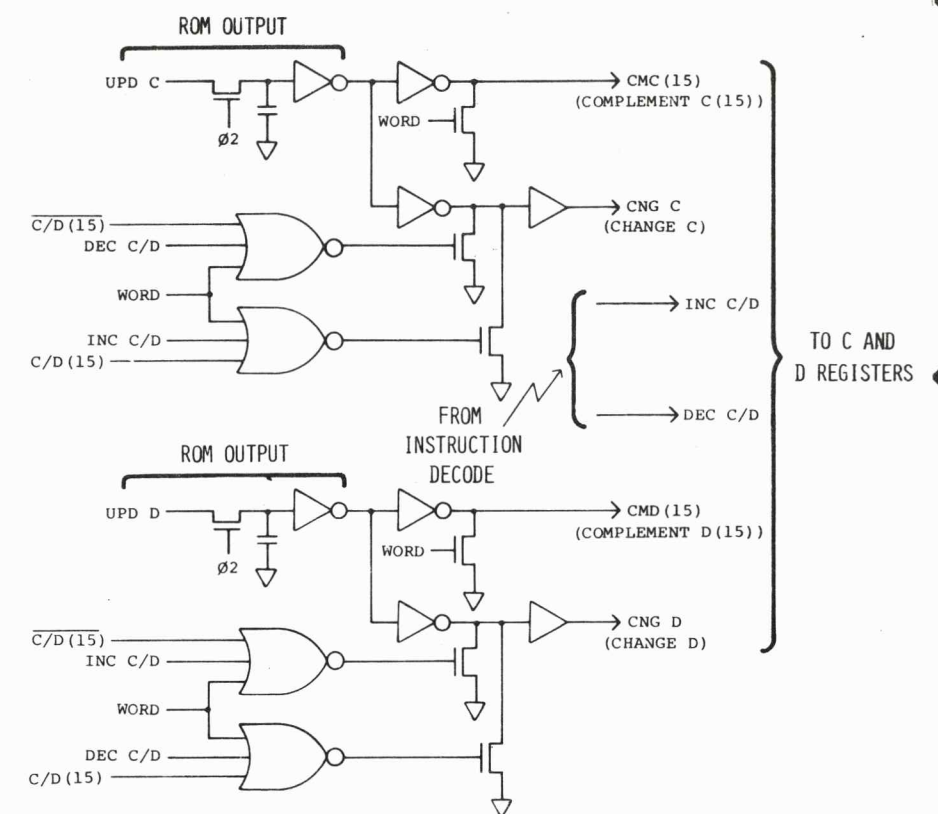 ROM OUTPUT
UPD C
Ø2
WORD
CMC(15)
(COMPLEMENT C(15))
C/D(15)
DEC C/D
WORD
INC C/D
C/D(15)
CNG C
(CHANGE C)
INC C/D
DEC C/D
TO C AND
D REGISTERS
FROM
INSTRUCTION
DECODE
ROM OUTPUT
UPD D
Ø2
WORD
CMD(15)
(COMPLEMENT D(15))
C/D(15)
INC C/D
WORD
DEC C/D
C/D(15)
CNG D
(CHANGE D)